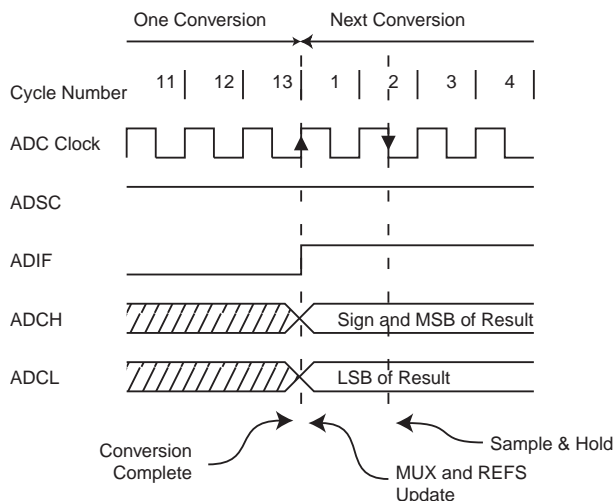 One Conversion Next Conversion
Cycle Number 11 12 13 1 2 3 4
ADC Clock
ADSC
ADIF
ADCH Sign and MSB of Result
ADCL LSB of Result
Conversion
Complete
MUX and REFS
Update
Sample & Hold